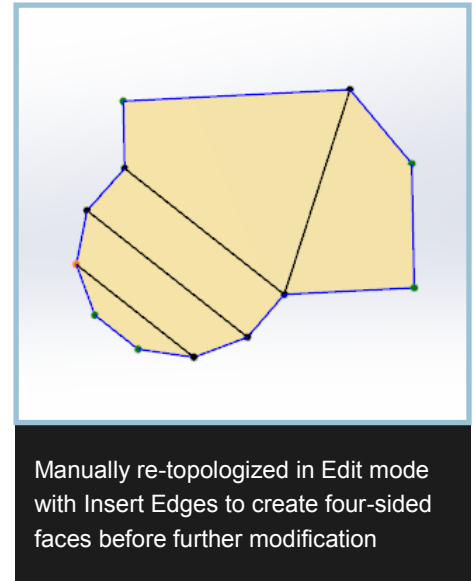 Manually re-topologized in Edit mode
with Insert Edges to create four-sided
faces before further modification